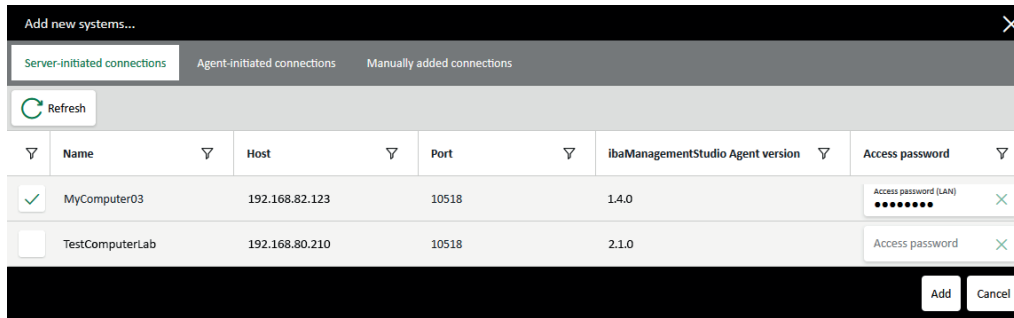 Add new systems...
Server-initiated connections Agent-initiated connections Manually added connections
Refresh
Name Host Port ibaManagementStudio Agent version Access password
MyComputer03 192.168.82.123 10518 1.4.0 Access password (LAN) ●●●●●●●●
TestComputerLab 192.168.80.210 10518 2.1.0 Access password
Add Cancel